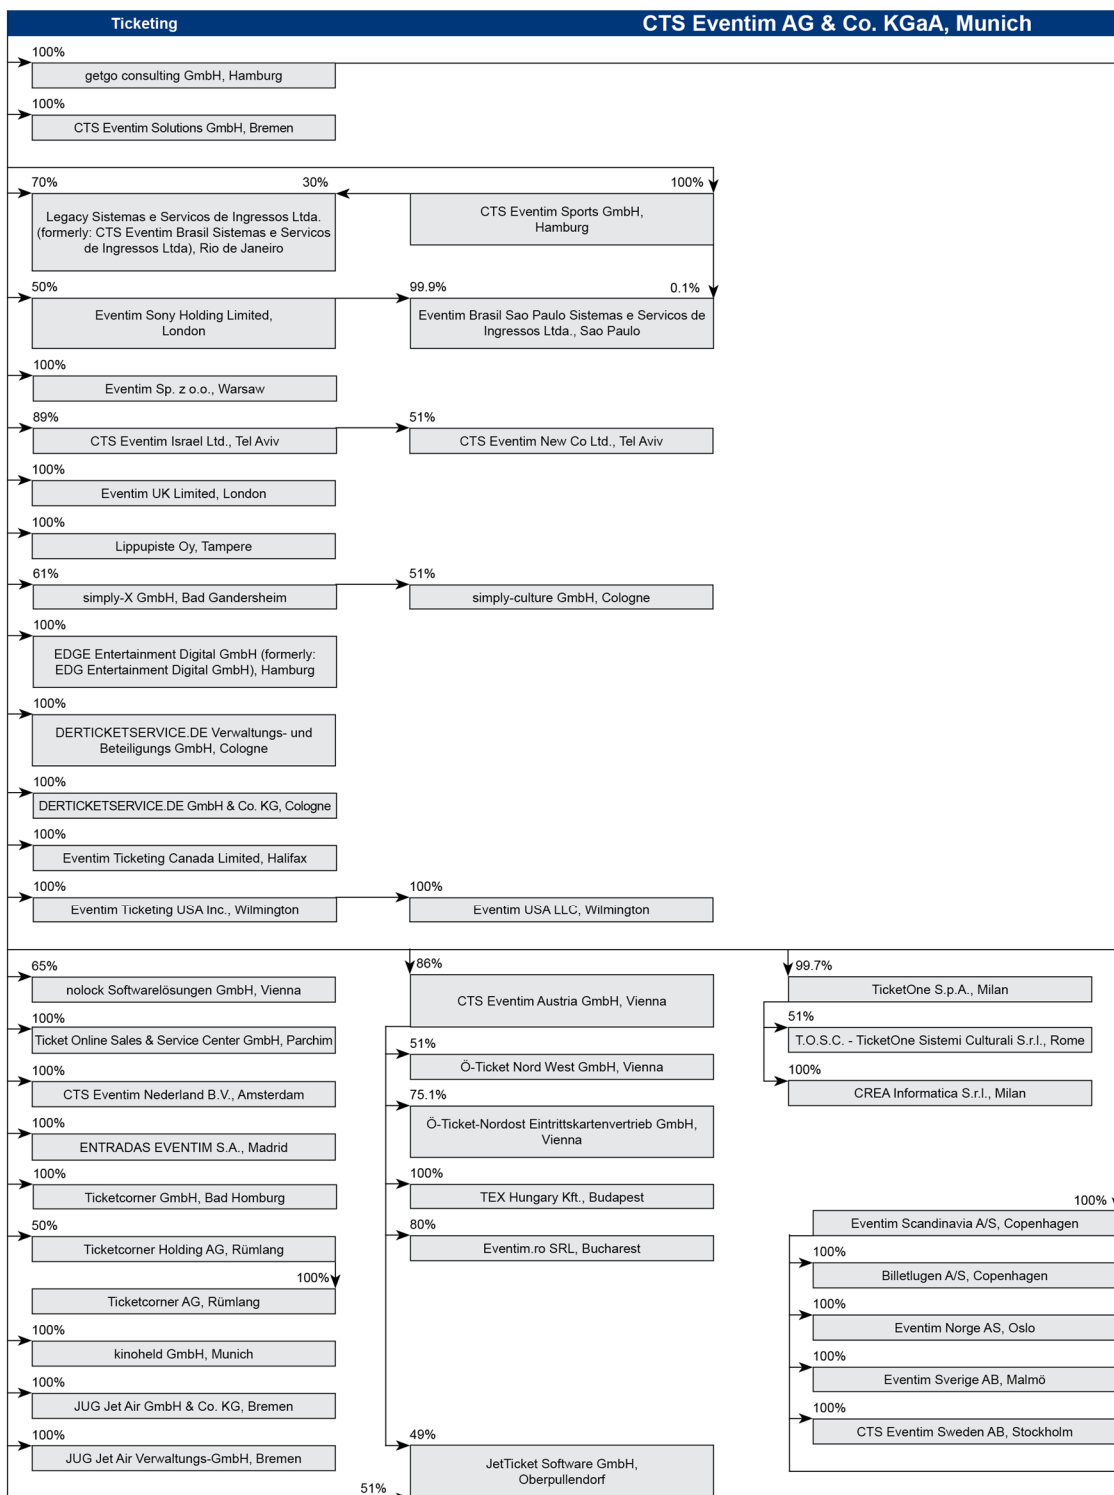 Ticketing
CTS Eventim AG & Co. KGaA, Munich
100%
getgo consulting GmbH, Hamburg
100%
CTS Eventim Solutions GmbH, Bremen
70%
30%
100%
Legacy Sistemas e Servicos de Ingressos Ltda.
(formerly: CTS Eventim Brasil Sistemas e Servicos
de Ingressos Ltda), Rio de Janeiro
CTS Eventim Sports GmbH,
Hamburg
50%
99.9%
0.1%
Eventim Sony Holding Limited,
London
Eventim Brasil Sao Paulo Sistemas e Servicos de
Ingressos Ltda., Sao Paulo
100%
Eventim Sp. z o.o., Warsaw
89%
51%
CTS Eventim Israel Ltd., Tel Aviv
CTS Eventim New Co Ltd., Tel Aviv
100%
Eventim UK Limited, London
100%
Lippupiste Oy, Tampere
61%
51%
simply-X GmbH, Bad Gandersheim
simply-culture GmbH, Cologne
100%
EDGE Entertainment Digital GmbH (formerly:
EDG Entertainment Digital GmbH), Hamburg
100%
DERTICKETSERVICE.DE Verwaltungs- und
Beteiligungs GmbH, Cologne
100%
DERTICKETSERVICE.DE GmbH & Co. KG, Cologne
100%
Eventim Ticketing Canada Limited, Halifax
100%
100%
Eventim Ticketing USA Inc., Wilmington
Eventim USA LLC, Wilmington
65%
nolock Softwarelösungen GmbH, Vienna
100%
Ticket Online Sales & Service Center GmbH, Parchim
100%
CTS Eventim Nederland B.V., Amsterdam
100%
ENTRADAS EVENTIM S.A., Madrid
100%
Ticketcorner GmbH, Bad Homburg
50%
Ticketcorner Holding AG, Rümlang
100%
Ticketcorner AG, Rümlang
100%
kinoheld GmbH, Munich
100%
JUG Jet Air GmbH & Co. KG, Bremen
100%
JUG Jet Air Verwaltungs-GmbH, Bremen
86%
CTS Eventim Austria GmbH, Vienna
51%
Ö-Ticket Nord West GmbH, Vienna
75.1%
Ö-Ticket-Nordost Eintrittskartenvertrieb GmbH,
Vienna
100%
TEX Hungary Kft., Budapest
80%
Eventim.ro SRL, Bucharest
49%
JetTicket Software GmbH,
Oberpullendorf
51%
99.7%
TicketOne S.p.A., Milan
51%
T.O.S.C. - TicketOne Sistemi Culturali S.r.l., Rome
100%
CREA Informatica S.r.l., Milan
100%
Eventim Scandinavia A/S, Copenhagen
100%
Billetlugen A/S, Copenhagen
100%
Eventim Norge AS, Oslo
100%
Eventim Sverige AB, Malmö
100%
CTS Eventim Sweden AB, Stockholm